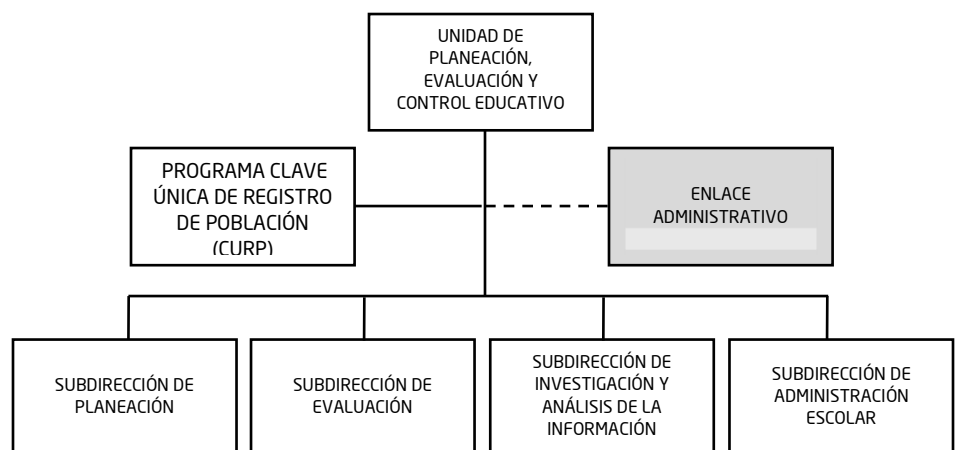 UNIDAD DE
PLANEACIÓN,
EVALUACIÓN Y
CONTROL EDUCATIVO
PROGRAMA CLAVE
ÚNICA DE REGISTRO
DE POBLACIÓN
(CURP)
ENLACE
ADMINISTRATIVO
SUBDIRECCIÓN DE
PLANEACIÓN
SUBDIRECCIÓN DE
EVALUACIÓN
SUBDIRECCIÓN DE
INVESTIGACIÓN Y
ANÁLISIS DE LA
INFORMACIÓN
SUBDIRECCIÓN DE
ADMINISTRACIÓN
ESCOLAR